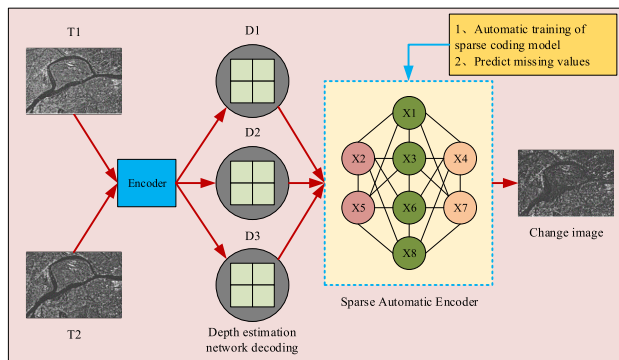 T1
D1
1、Automatic training of
sparse coding model
2、Predict missing values
X1
D2
X2
X3
X4
Encoder
X5
X6
X7
D3
X8
Change image
Sparse Automatic Encoder
T2
Depth estimation
network decoding